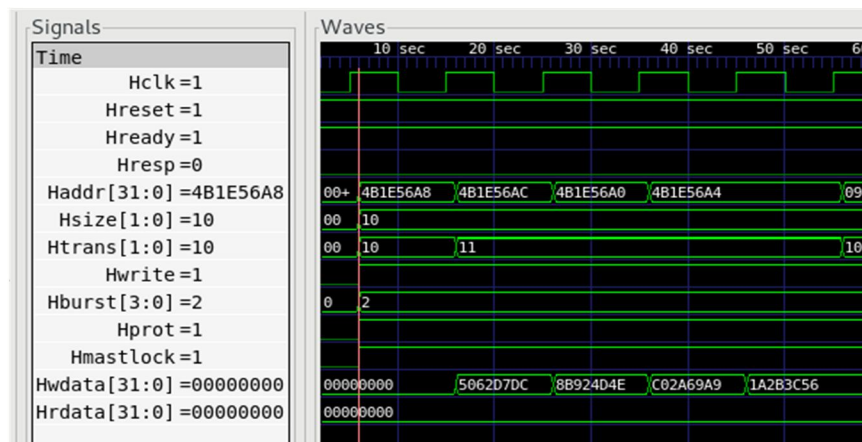 Signals
Waves
Time
10 sec 20 sec 30 sec 40 sec 50 sec 6
Hclk=1
Hreset=1
Hready=1
Hresp=0
Haddr[31:0]=4B1E56A8 00+ 4B1E56A8 4B1E56AC 4B1E56A0 4B1E56A4 09
Hsize[1:0]=10 00 10
Htrans[1:0]=10 00 10 11 10
Hwrite=1
Hburst[3:0]=2 0 2
Hprot=1
Hmastlock=1
Hwdata[31:0]=00000000 00000000 5062D7DC 8B924D4E C02A69A9 1A2B3C56
Hrdata[31:0]=00000000 00000000